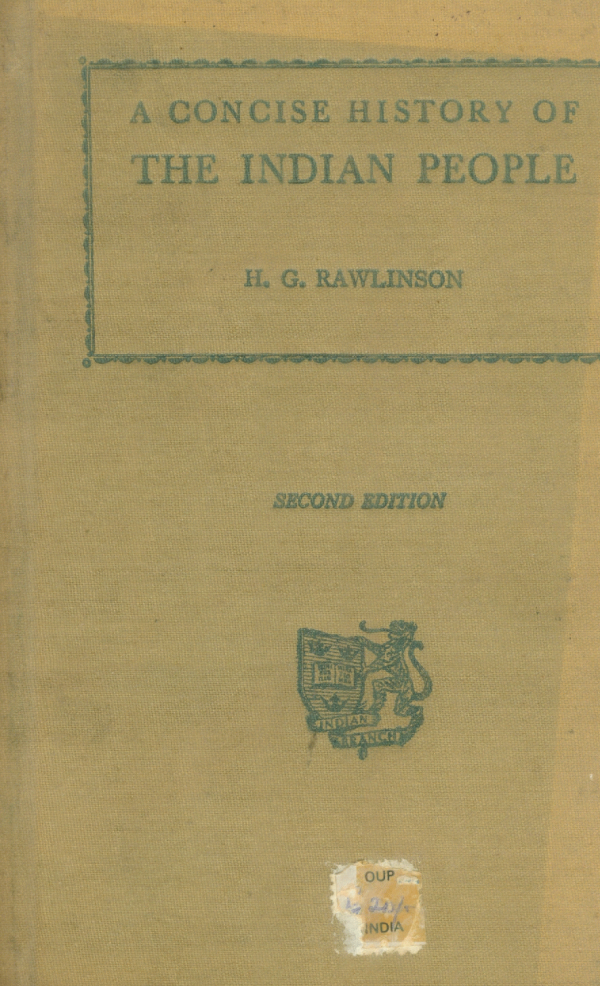 A CONCISE HISTORY OF
THE INDIAN PEOPLE
H. G. RAWLINSON
SECOND EDITION
INDIAN
BRANCH
OUP
INDIA